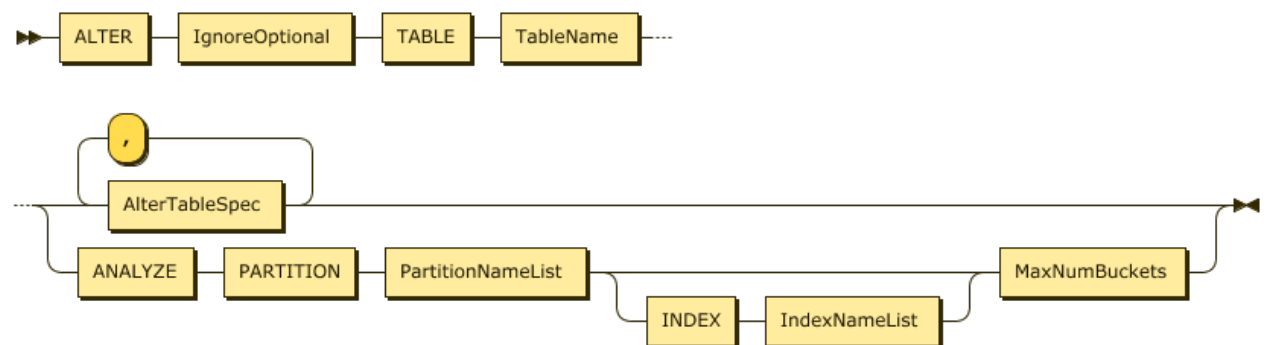 ALTER IgnoreOptional TABLE TableName
,
AlterTableSpec
ANALYZE PARTITION PartitionNameList MaxNumBuckets
INDEX IndexNameList